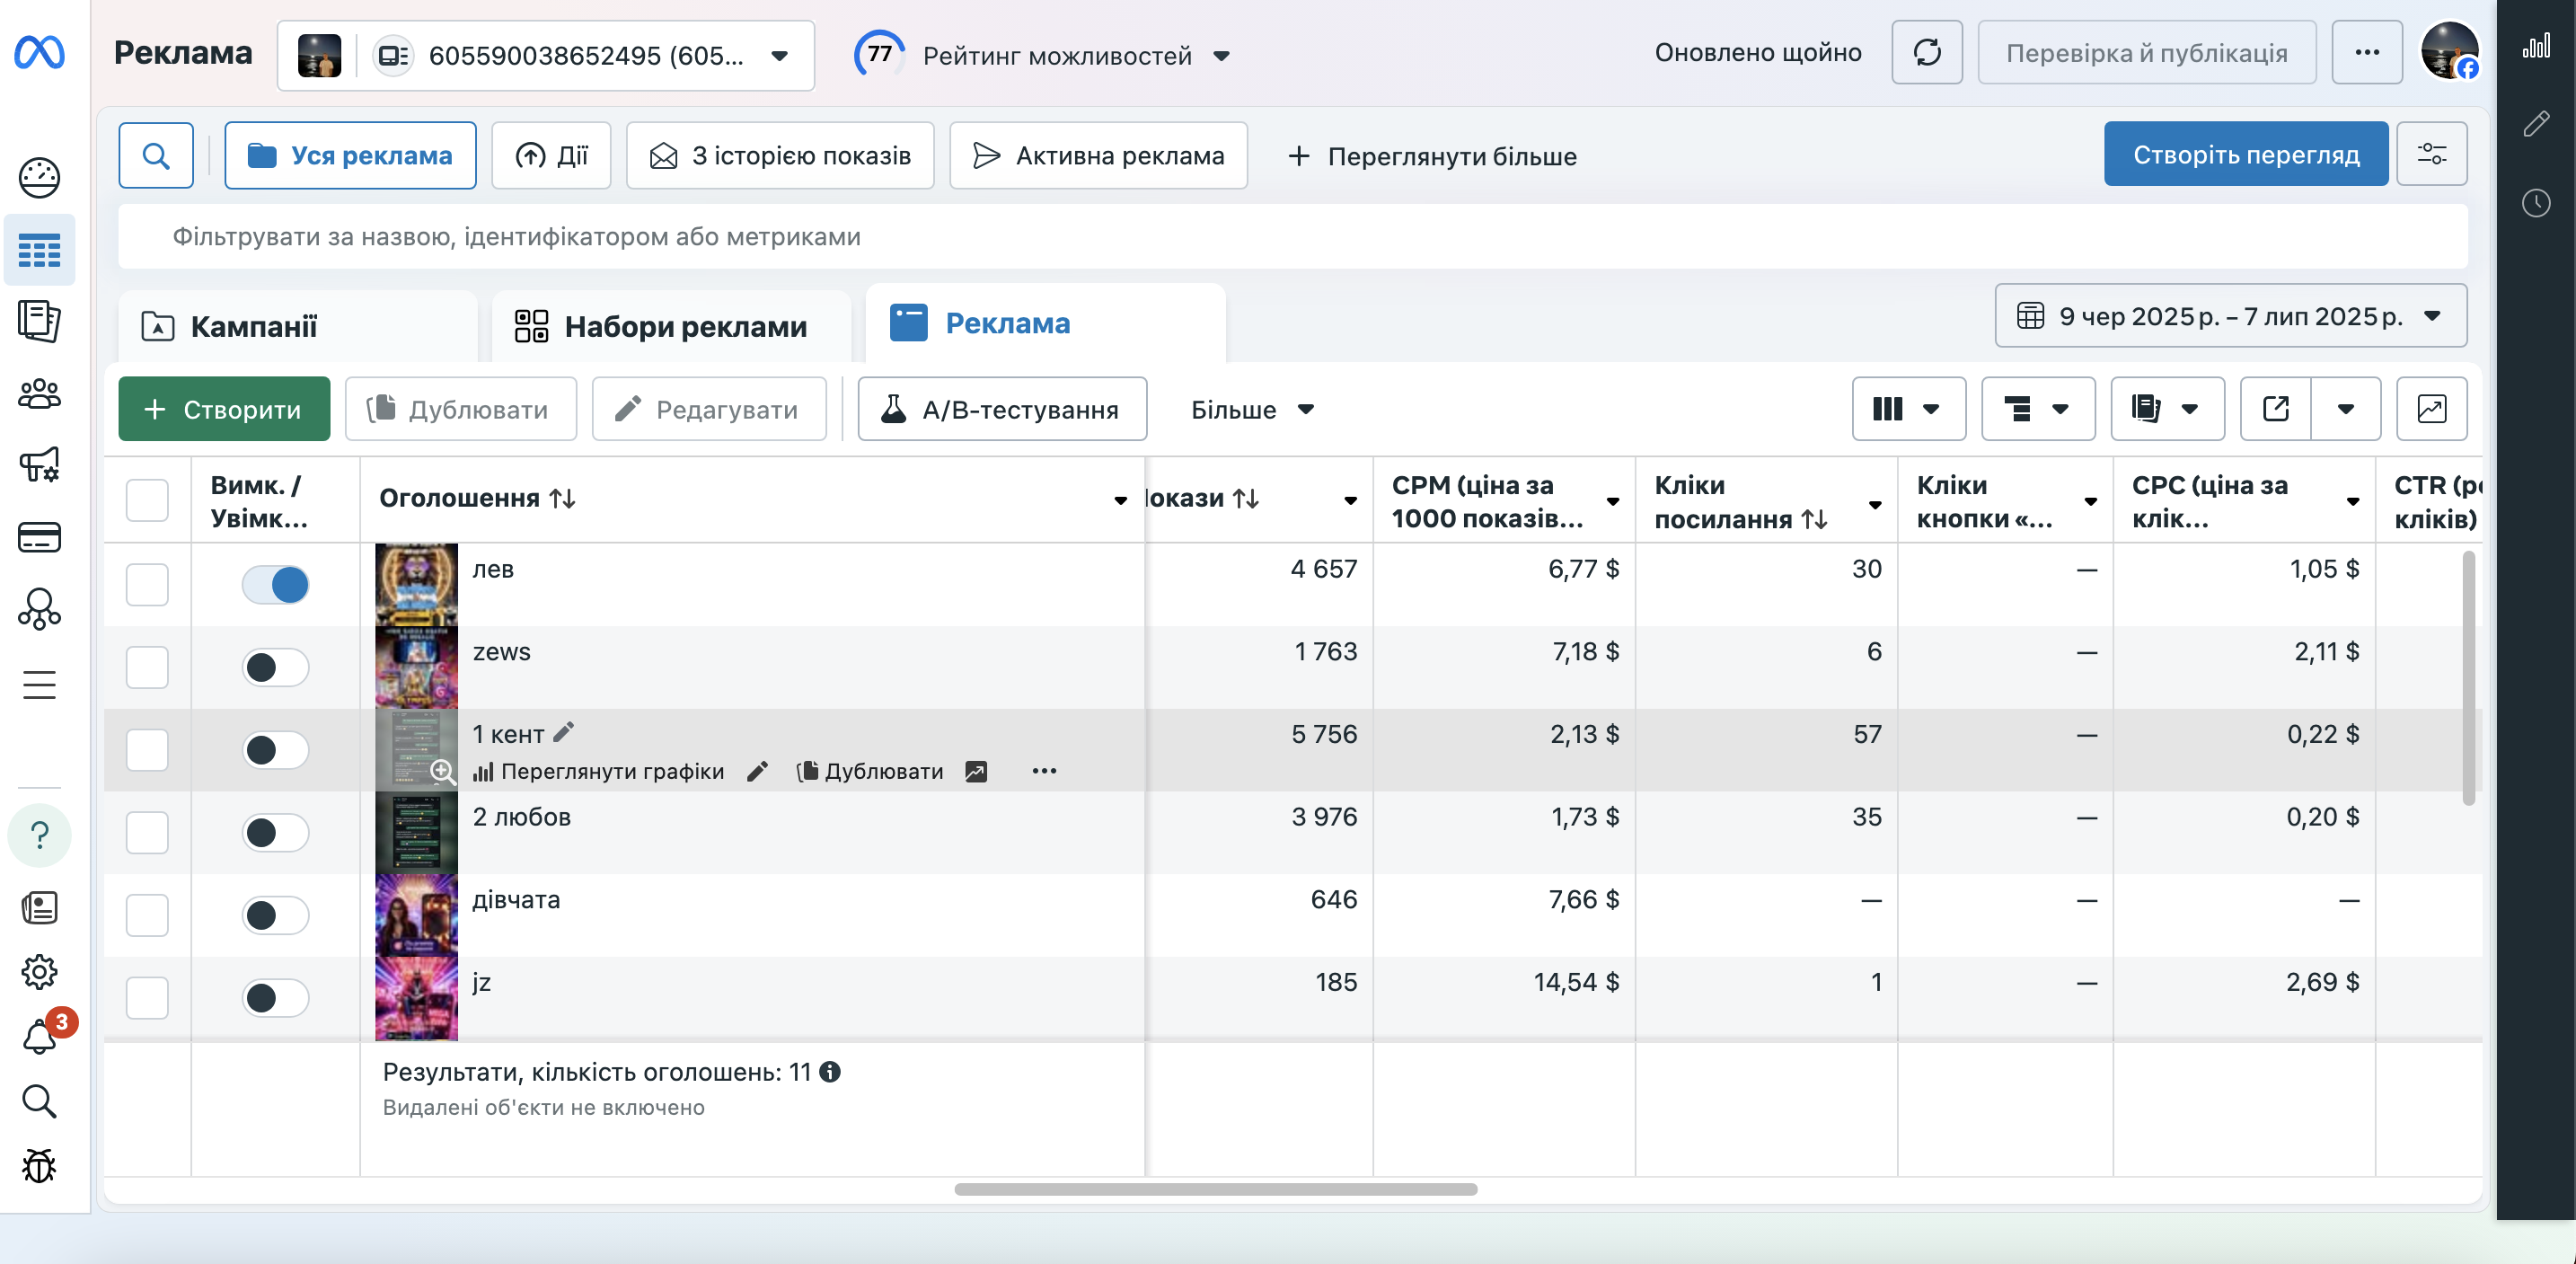 Реклама
605590038652495 (605...
77
Рейтинг можливостей
Оновлено щойно
Перевірка й публікація
Уся реклама
Дії
З історією показів
Активна реклама
Переглянути більше
Створіть перегляд
Фільтрувати за назвою, ідентифікатором або метриками
Кампанії
Набори реклами
Реклама
9 чер 2025 р. – 7 лип 2025 р.
Створити
Дублювати
Редагувати
A/B-тестування
Більше
Вимк. /
Увімк...
Оголошення
Покази
CPM (ціна за
1000 показів...
Кліки
посилання
Кліки
кнопки «...
CPC (ціна за
клік...
CTR (р
кліків)
лев
4 657
6,77 $
30
—
1,05 $
zews
1 763
7,18 $
6
—
2,11 $
1 кент
Переглянути графіки
Дублювати
5 756
2,13 $
57
—
0,22 $
2 любов
3 976
1,73 $
35
—
0,20 $
дівчата
646
7,66 $
—
—
—
jz
185
14,54 $
1
—
2,69 $
Результати, кількість оголошень: 11
Видалені об'єкти не включено
3